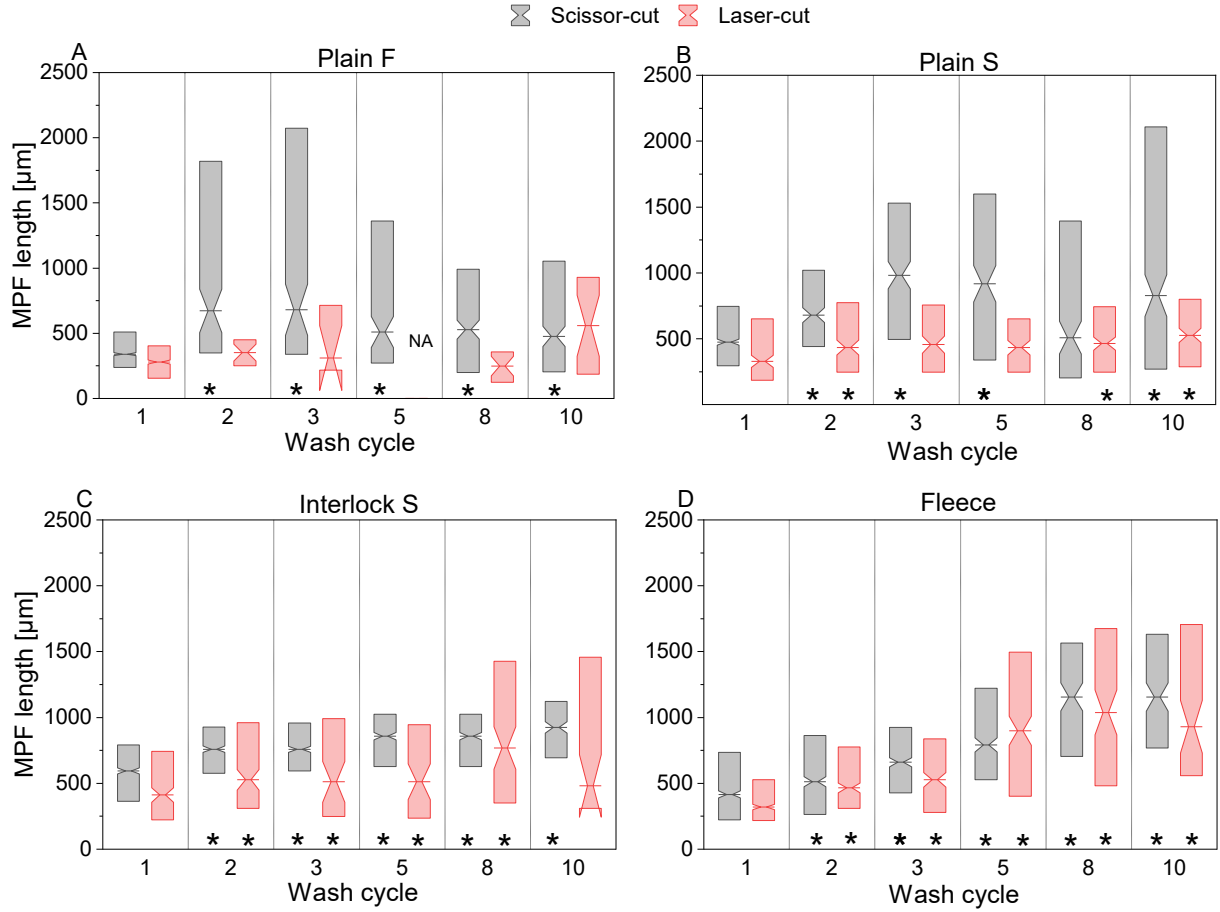 Scissor-cut Laser-cut
A Plain F
2500
2000
1500
1000
500
0
MPF length [µm]
NA
* * * * *
1 2 3 5 8 10
Wash cycle
B Plain S
2500
2000
1500
1000
500
* * * * * * *
1 2 3 5 8 10
Wash cycle
C Interlock S
2500
2000
1500
1000
500
0
MPF length [µm]
* * * * * * * * *
1 2 3 5 8 10
Wash cycle
D Fleece
2500
2000
1500
1000
500
0
* * * * * * * * * *
1 2 3 5 8 10
Wash cycle